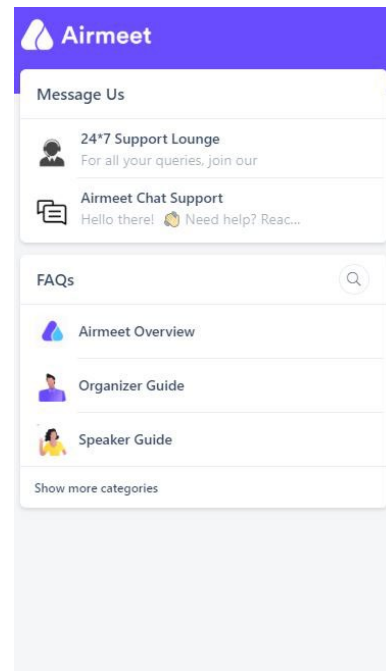 Airmeet
Message Us
24*7 Support Lounge
For all your queries, join our
Airmeet Chat Support
Hello there! 👏 Need help? Reac...
FAQs
Airmeet Overview
Organizer Guide
Speaker Guide
Show more categories